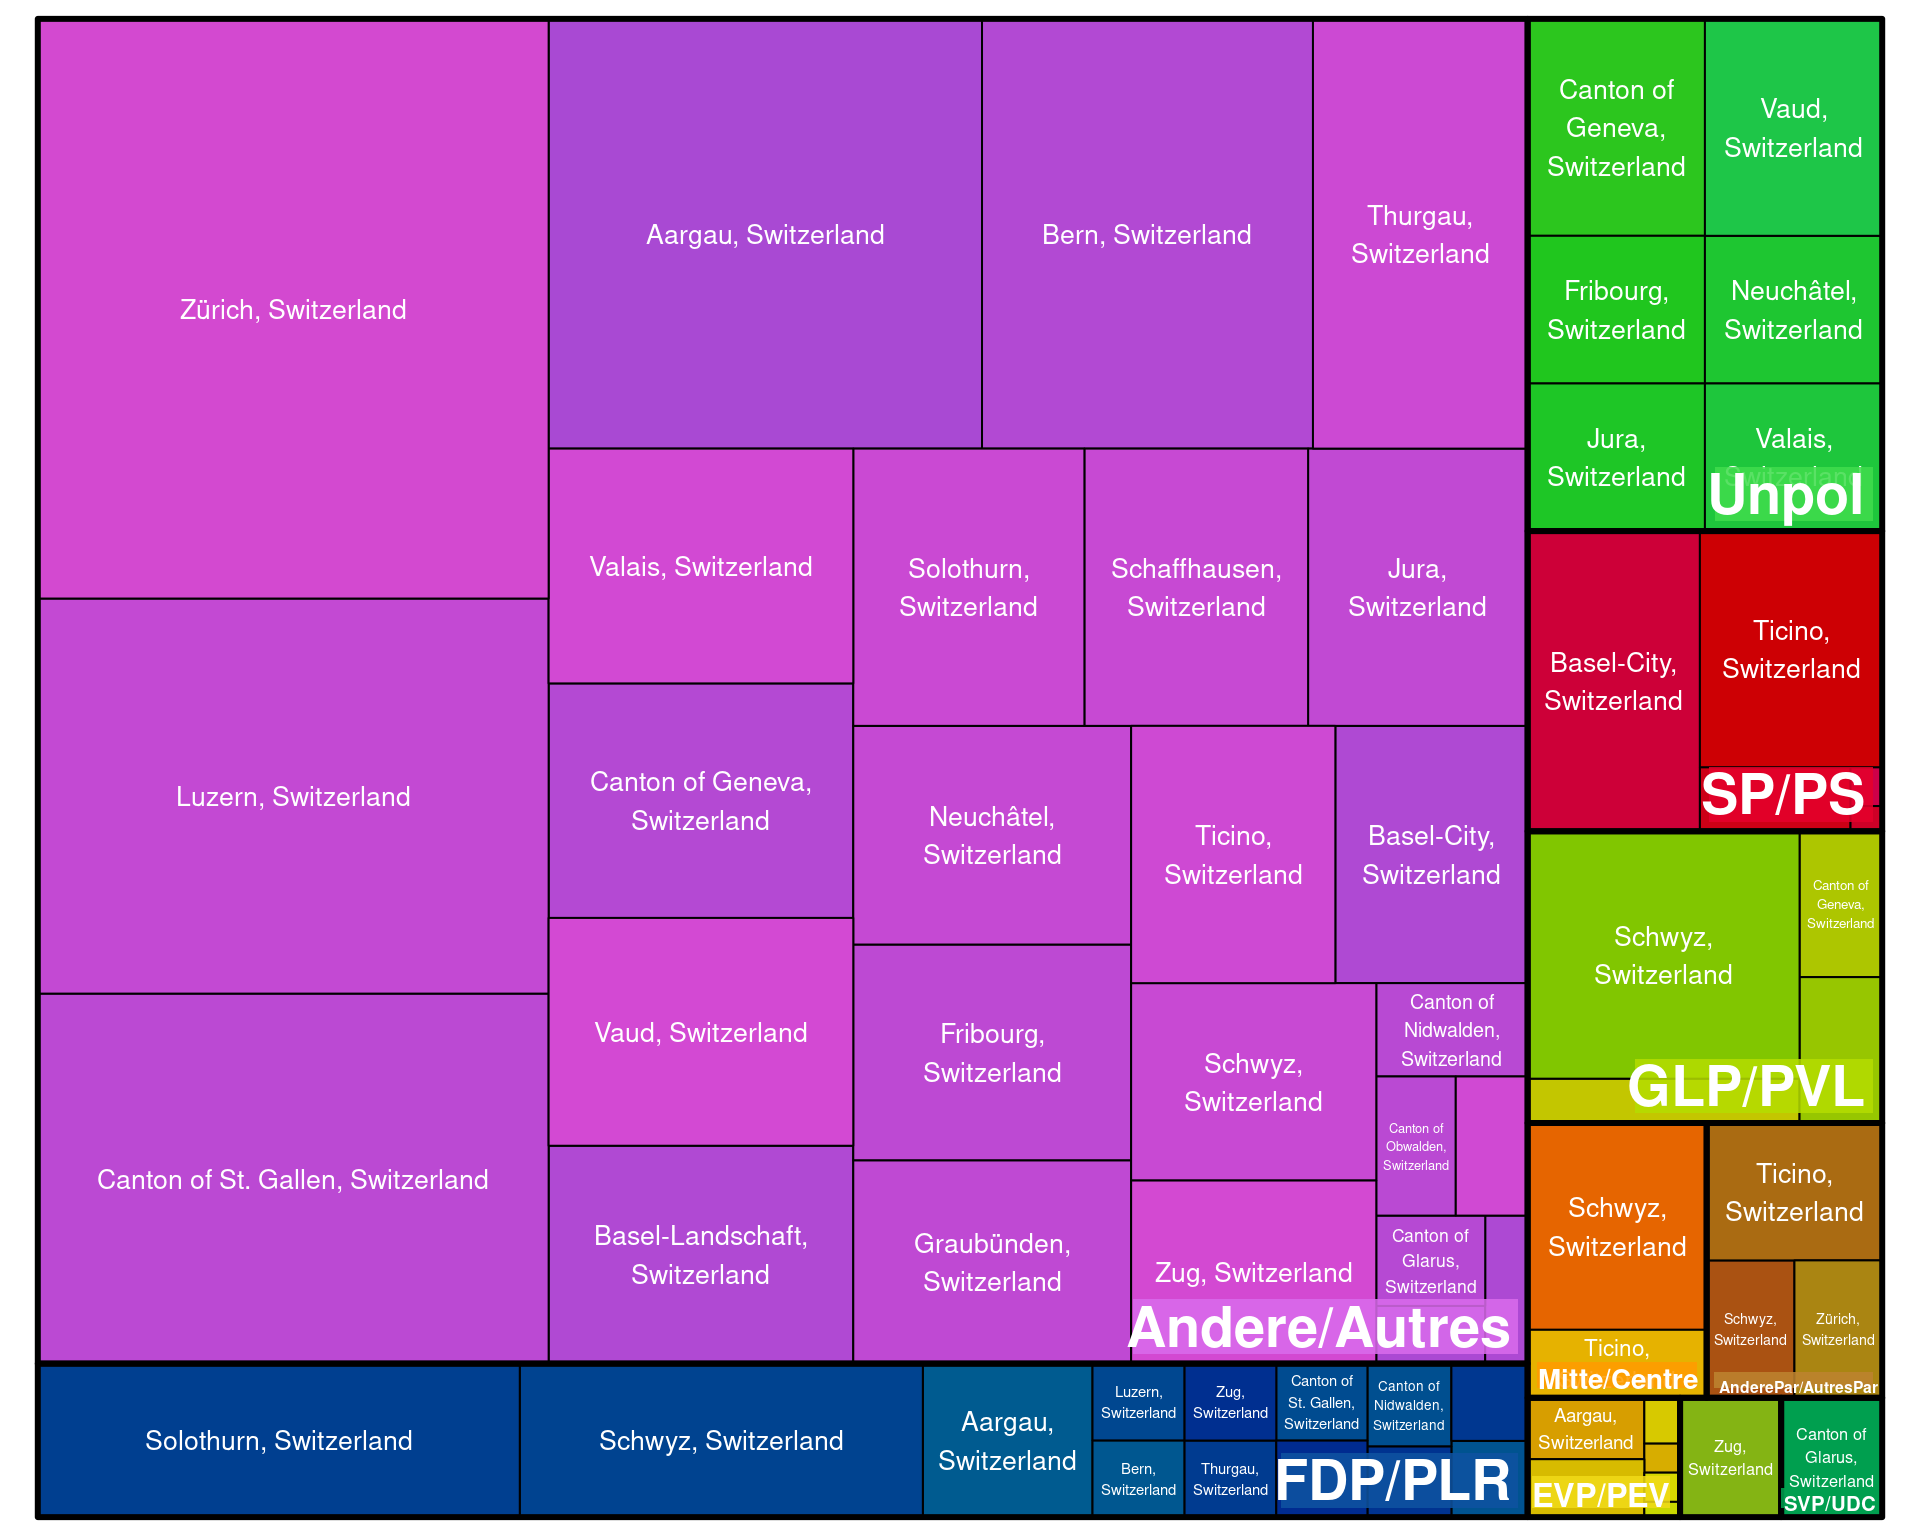 Zürich, Switzerland
Luzern, Switzerland
Canton of St. Gallen, Switzerland
Aargau, Switzerland
Bern, Switzerland
Thurgau,
Switzerland
Valais, Switzerland
Canton of Geneva,
Switzerland
Vaud, Switzerland
Basel-Landschaft,
Switzerland
Solothurn,
Switzerland
Schaffhausen,
Switzerland
Jura,
Switzerland
Neuchâtel,
Switzerland
Fribourg,
Switzerland
Graubünden,
Switzerland
Ticino,
Switzerland
Basel-City,
Switzerland
Schwyz,
Switzerland
Zug, Switzerland
Canton of
Nidwalden,
Switzerland
Canton of
Obwalden,
Switzerland
Canton of
Glarus,
Switzerland
Andere/Autres
Solothurn, Switzerland
Schwyz, Switzerland
Aargau,
Switzerland
Luzern,
Switzerland
Bern,
Switzerland
Zug,
Switzerland
Thurgau,
Switzerland
Canton of
St. Gallen,
Switzerland
Canton of
Nidwalden,
Switzerland
FDP/PLR
Canton of
Geneva,
Switzerland
Vaud,
Switzerland
Fribourg,
Switzerland
Neuchâtel,
Switzerland
Jura,
Switzerland
Valais,
Switzerland
Unpol
Basel-City,
Switzerland
Ticino,
Switzerland
SP/PS
Schwyz,
Switzerland
Canton of
Geneva,
Switzerland
GLP/PVL
Schwyz,
Switzerland
Ticino,
Mitte/Centre
Ticino,
Switzerland
Schwyz,
Switzerland
Zürich,
Switzerland
AnderePar/AutresPar
Aargau,
Switzerland
EVP/PEV
Zug,
Switzerland
Canton of
Glarus,
Switzerland
SVP/UDC